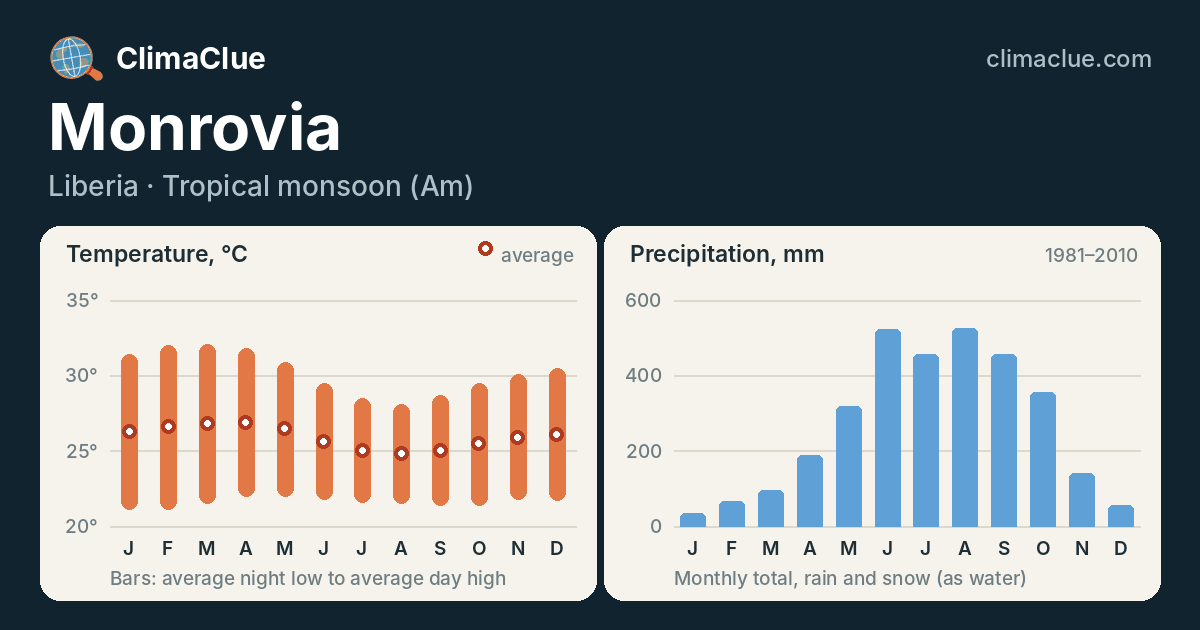 ClimaClue
climaclue.com
Monrovia
Liberia · Tropical monsoon (Am)
Temperature, °C
average
35°
30°
25°
20°
J F M A M J J A S O N D
Bars: average night low to average day high
Precipitation, mm
1981–2010
600
400
200
0
J F M A M J J A S O N D
Monthly total, rain and snow (as water)